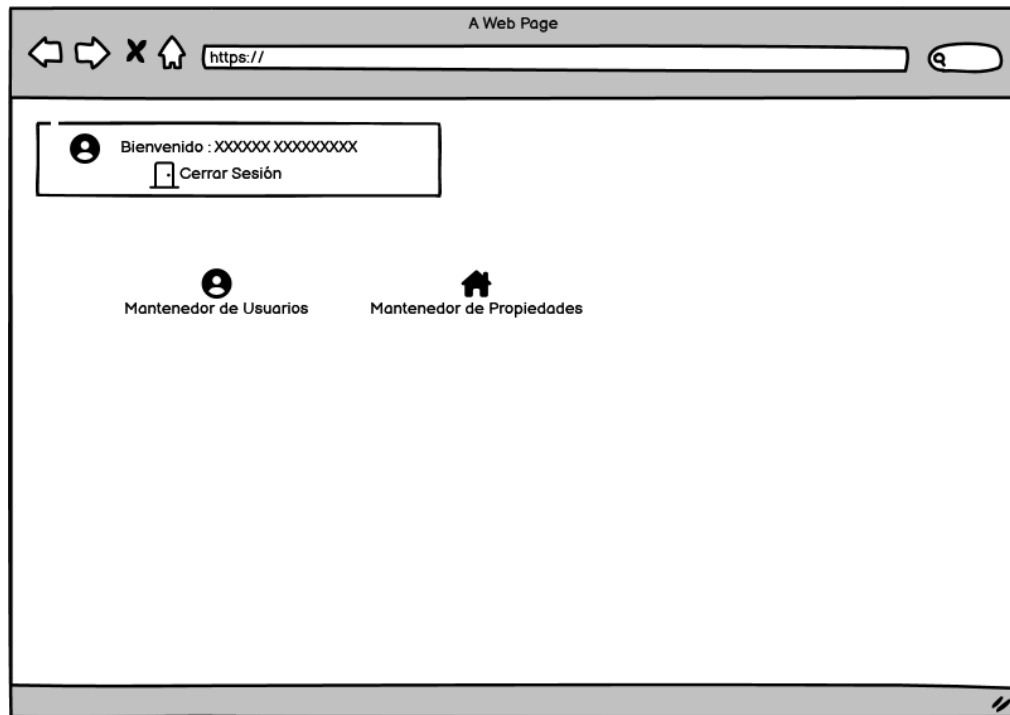 A Web Page
https://
Bienvenido : XXXXXX XXXXXXXXX
Cerrar Sesión
Mantenedor de Usuarios
Mantenedor de Propiedades